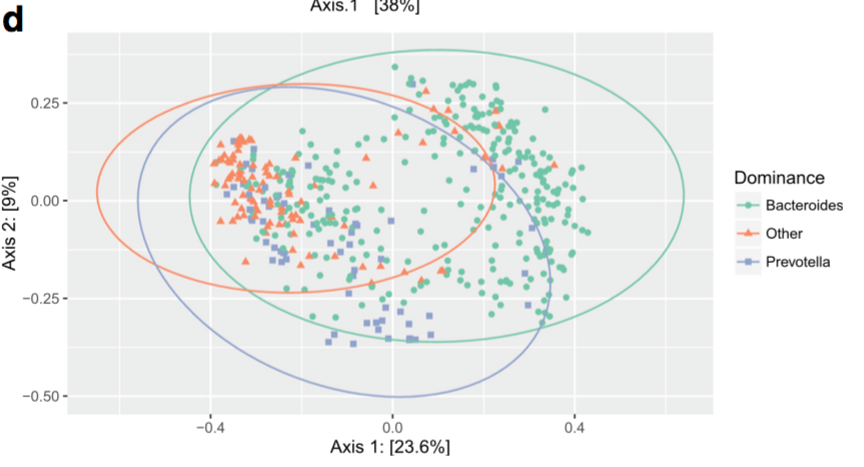 d
Axis.1 [38%]
0.25
0.00
−0.25
−0.50
Axis 2: [9%]
−0.4
0.0
0.4
Axis 1: [23.6%]
Dominance
Bacteroides
Other
Prevotella